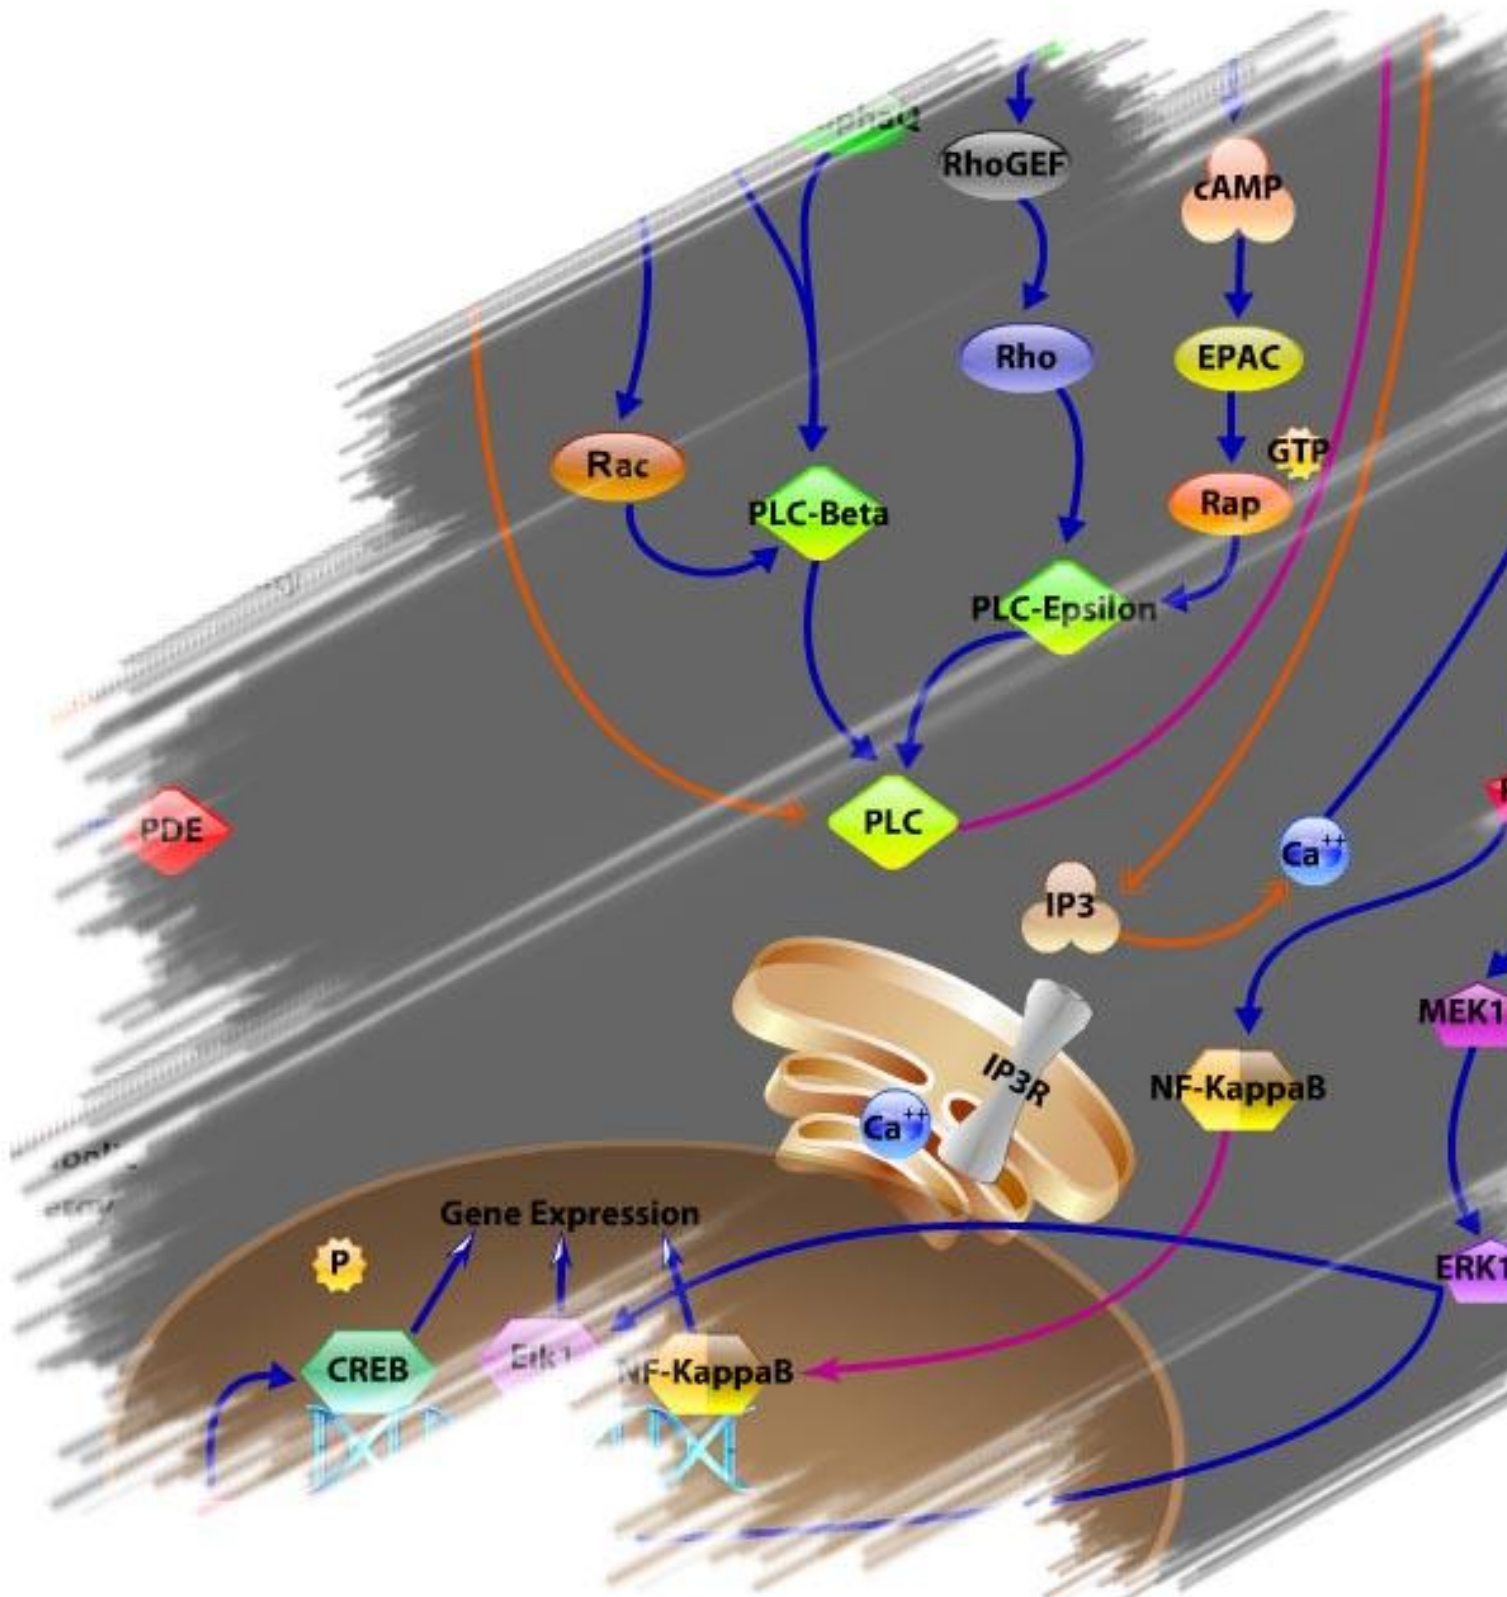 RhoGEF
cAMP
Rho
EPAC
GTP
Rac
Rap
PLC-Beta
PLC-Epsilon
PLC
PDE
Ca++
IP3
MEK1
IP3R
NF-KappaB
Ca++
Gene Expression
P
ERK1
CREB
Erk1
NF-KappaB